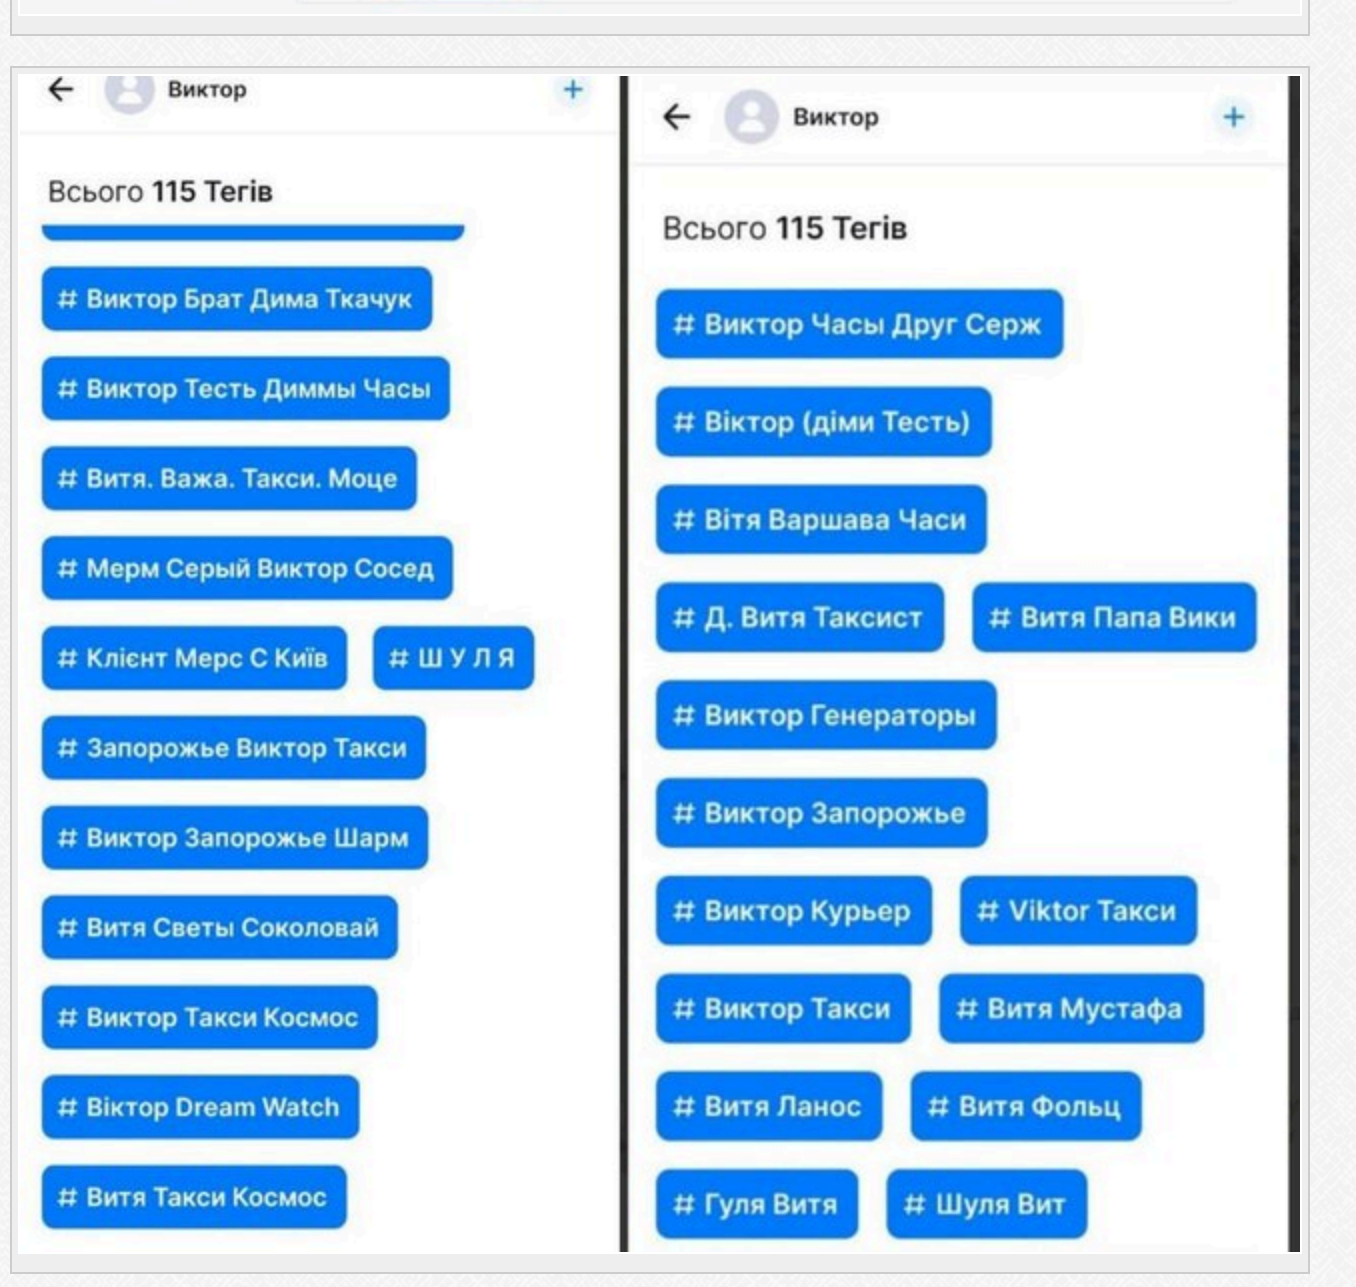 Виктор
Всього 115 Тегів
# Виктор Брат Дима Ткачук
# Виктор Тесть Диммы Часы
# Витя. Важа. Такси. Моце
# Мерм Серый Виктор Сосед
# Клієнт Мерс С Київ
# Ш У Л Я
# Запорожье Виктор Такси
# Виктор Запорожье Шарм
# Витя Светы Соколовай
# Виктор Такси Космос
# Віктор Dream Watch
# Витя Такси Космос
Виктор
Всього 115 Тегів
# Виктор Часы Друг Серж
# Віктор (діми Тесть)
# Вітя Варшава Часи
# Д. Витя Таксист
# Витя Папа Вики
# Виктор Генераторы
# Виктор Запорожье
# Виктор Курьер
# Viktor Такси
# Виктор Такси
# Витя Мустафа
# Витя Ланос
# Витя Фольц
# Гуля Витя
# Шуля Вит